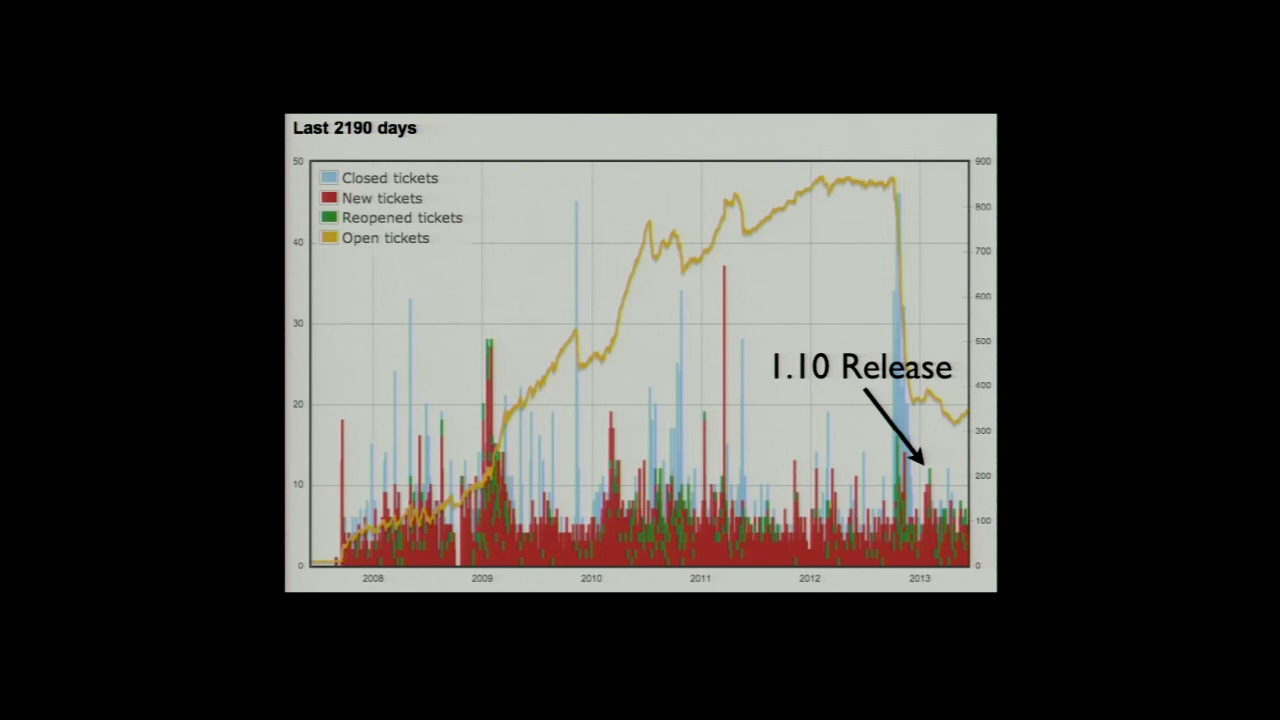 Last 2190 days
50
40
30
20
10
0
Closed tickets
New tickets
Reopened tickets
Open tickets
900
800
700
600
500
400
300
200
100
0
1.10 Release
2008 2009 2010 2011 2012 2013